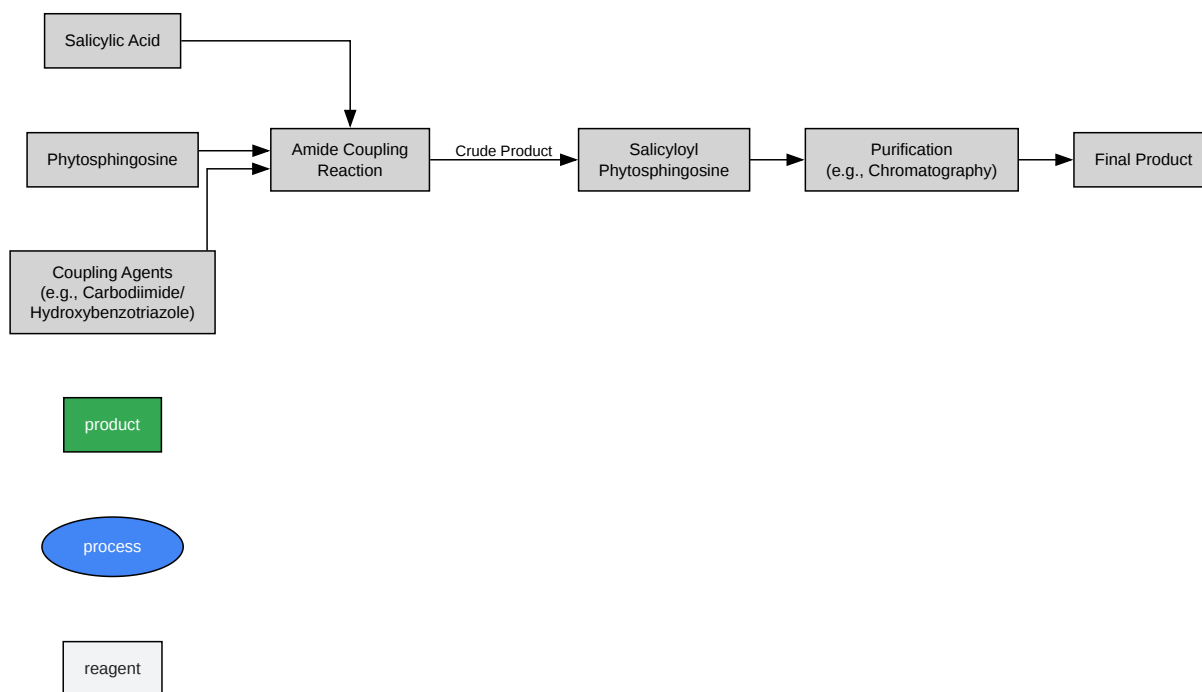 Salicylic Acid
Phytosphingosine
Amide Coupling
Reaction
Crude Product
Salicyloyl
Phytosphingosine
Purification
(e.g., Chromatography)
Final Product
Coupling Agents
(e.g., Carbodiimide/
Hydroxybenzotriazole)
product
process
reagent